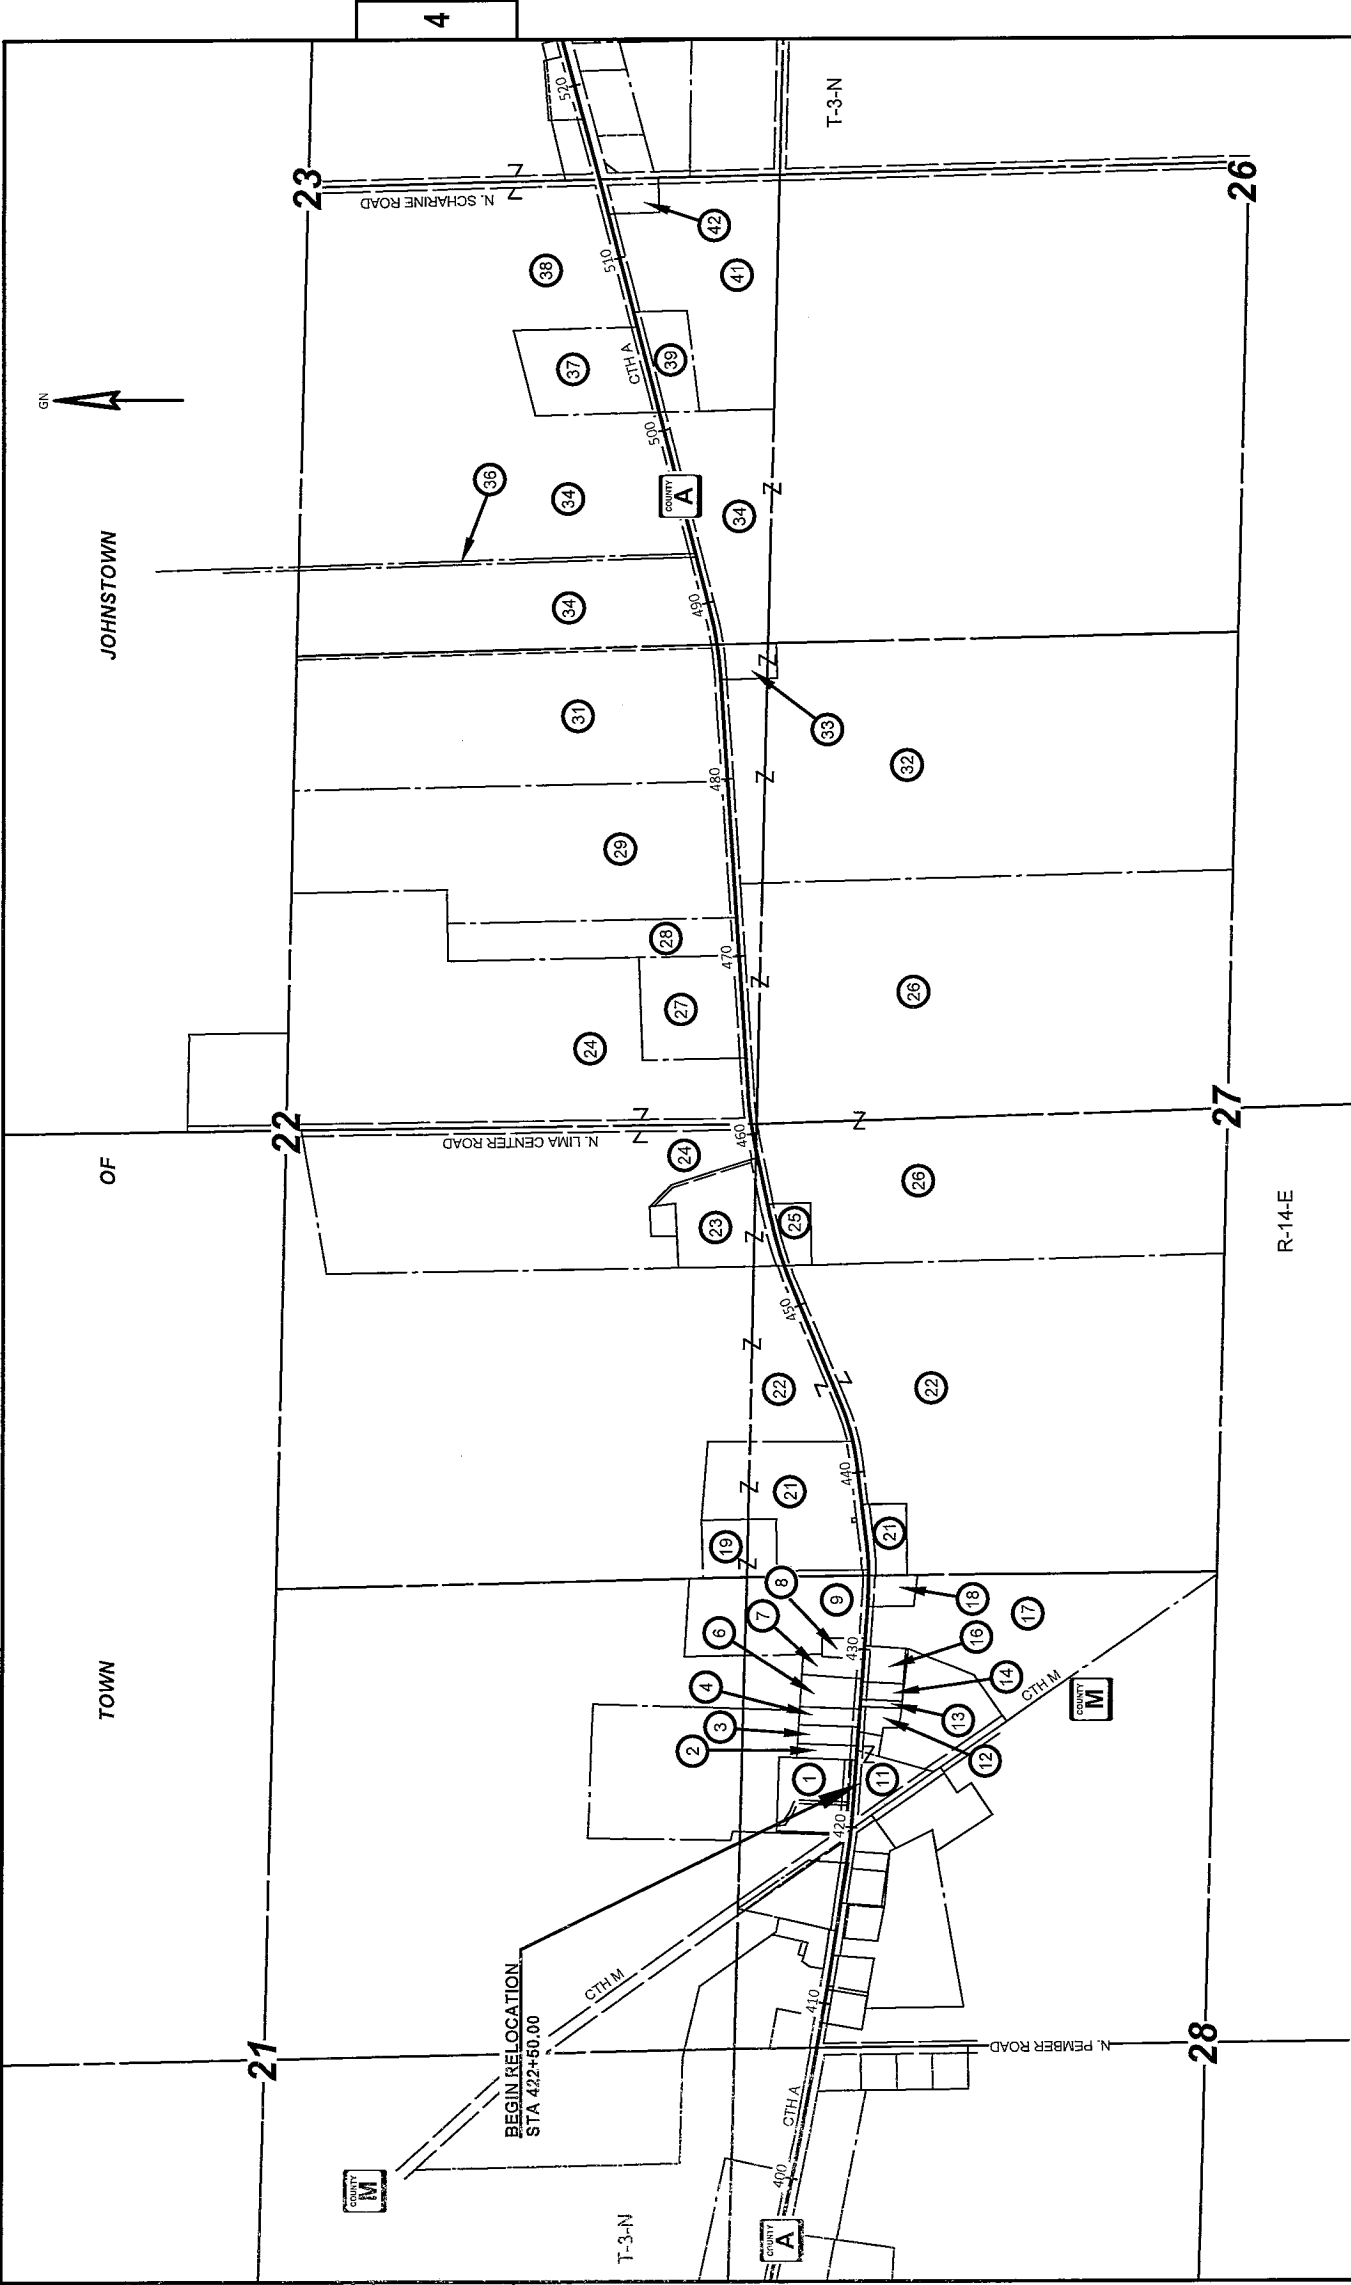 4
TOWN
OF
JOHNSTOWN
GN
21
22
23
28
27
26
T-3-N
T-3-N
R-14-E
BEGIN RELOCATION
STA 422+50.00
COUNTY
M
COUNTY
M
COUNTY
A
COUNTY
A
CTH M
CTH M
CTH A
CTH A
N. PEMBER ROAD
N. LIMA CENTER ROAD
N. SCHARINE ROAD
400
410
420
430
440
450
460
470
480
490
500
510
520
1
2
3
4
6
7
8
9
11
12
13
14
16
17
18
19
21
21
22
22
23
24
24
25
26
26
27
28
29
31
32
33
34
34
34
36
37
38
39
41
42